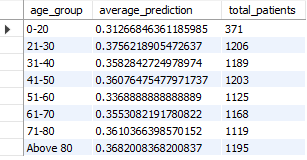 age_group average_prediction total_patients
0-20 0.31266846361185985 371
21-30 0.3756218905472637 1206
31-40 0.3582842724978974 1189
41-50 0.36076475477971737 1203
51-60 0.3368888888888889 1125
61-70 0.3553082191780822 1168
71-80 0.3610366398570152 1119
Above 80 0.3682008368200837 1195